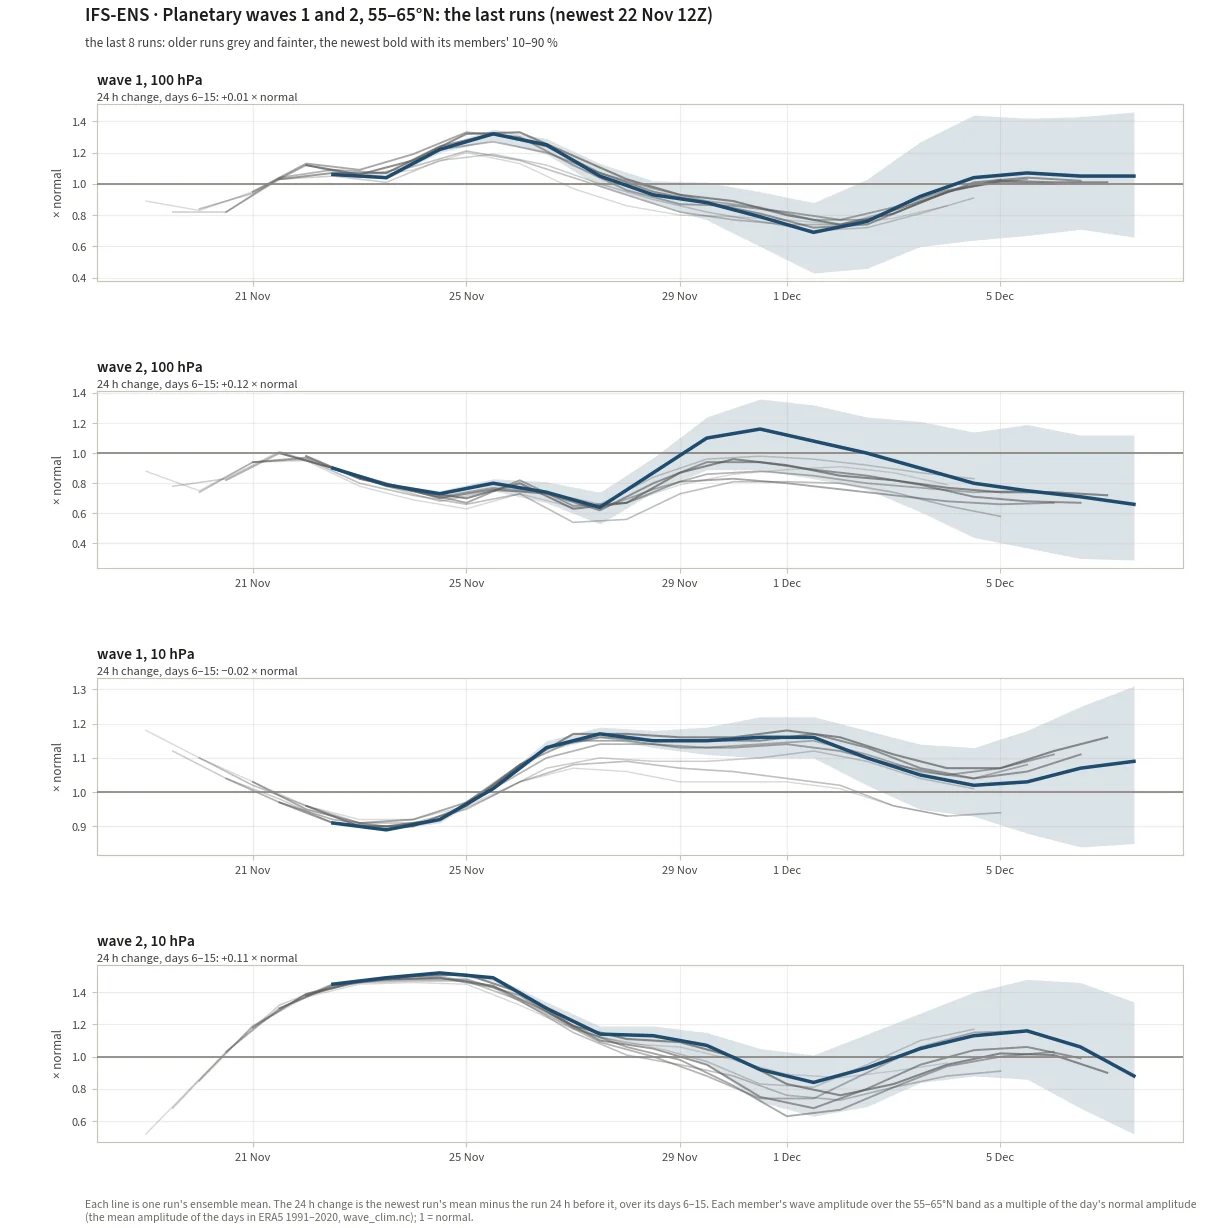 IFS-ENS · Planetary waves 1 and 2, 55–65°N: the last runs (newest 22 Nov 12Z)
the last 8 runs: older runs grey and fainter, the newest bold with its members' 10–90 %
wave 1, 100 hPa
24 h change, days 6–15: +0.01 × normal
× normal
1.4
1.2
1.0
0.8
0.6
0.4
21 Nov 25 Nov 29 Nov 1 Dec 5 Dec
wave 2, 100 hPa
24 h change, days 6–15: +0.12 × normal
× normal
1.4
1.2
1.0
0.8
0.6
0.4
21 Nov 25 Nov 29 Nov 1 Dec 5 Dec
wave 1, 10 hPa
24 h change, days 6–15: −0.02 × normal
× normal
1.3
1.2
1.1
1.0
0.9
21 Nov 25 Nov 29 Nov 1 Dec 5 Dec
wave 2, 10 hPa
24 h change, days 6–15: +0.11 × normal
× normal
1.4
1.2
1.0
0.8
0.6
21 Nov 25 Nov 29 Nov 1 Dec 5 Dec
Each line is one run's ensemble mean. The 24 h change is the newest run's mean minus the run 24 h before it, over its days 6–15. Each member's wave amplitude over the 55–65°N band as a multiple of the day's normal amplitude
(the mean amplitude of the days in ERA5 1991–2020, wave_clim.nc); 1 = normal.